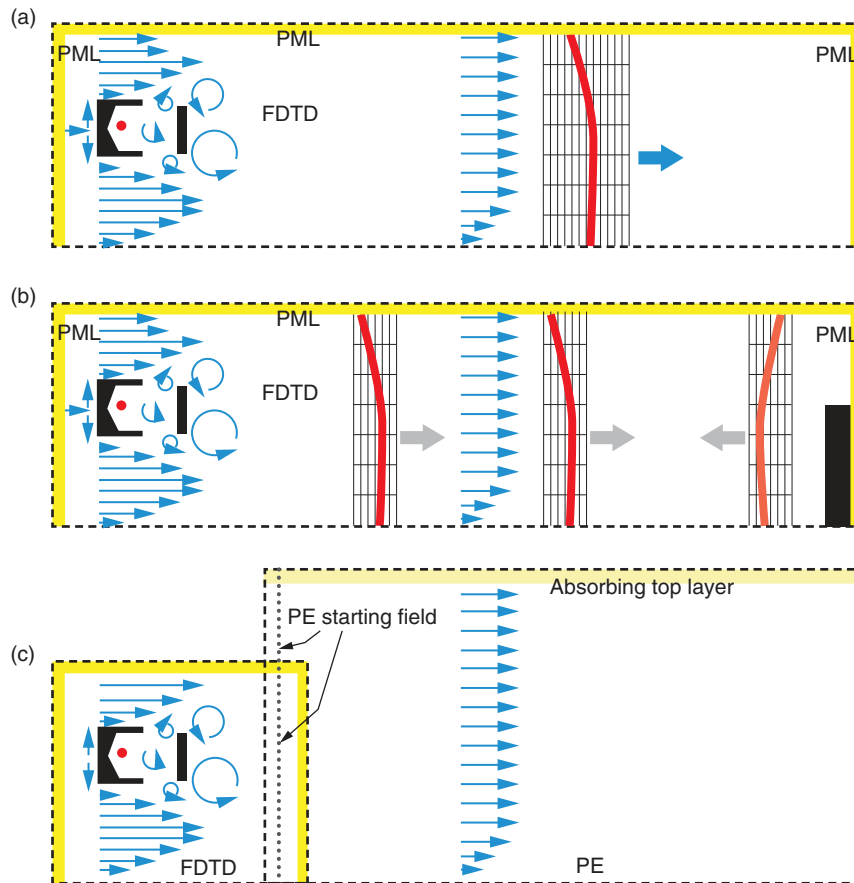 (a)
PML
PML
PML
FDTD
(b)
PML
PML
PML
FDTD
Absorbing top layer
PE starting field
(c)
FDTD
PE